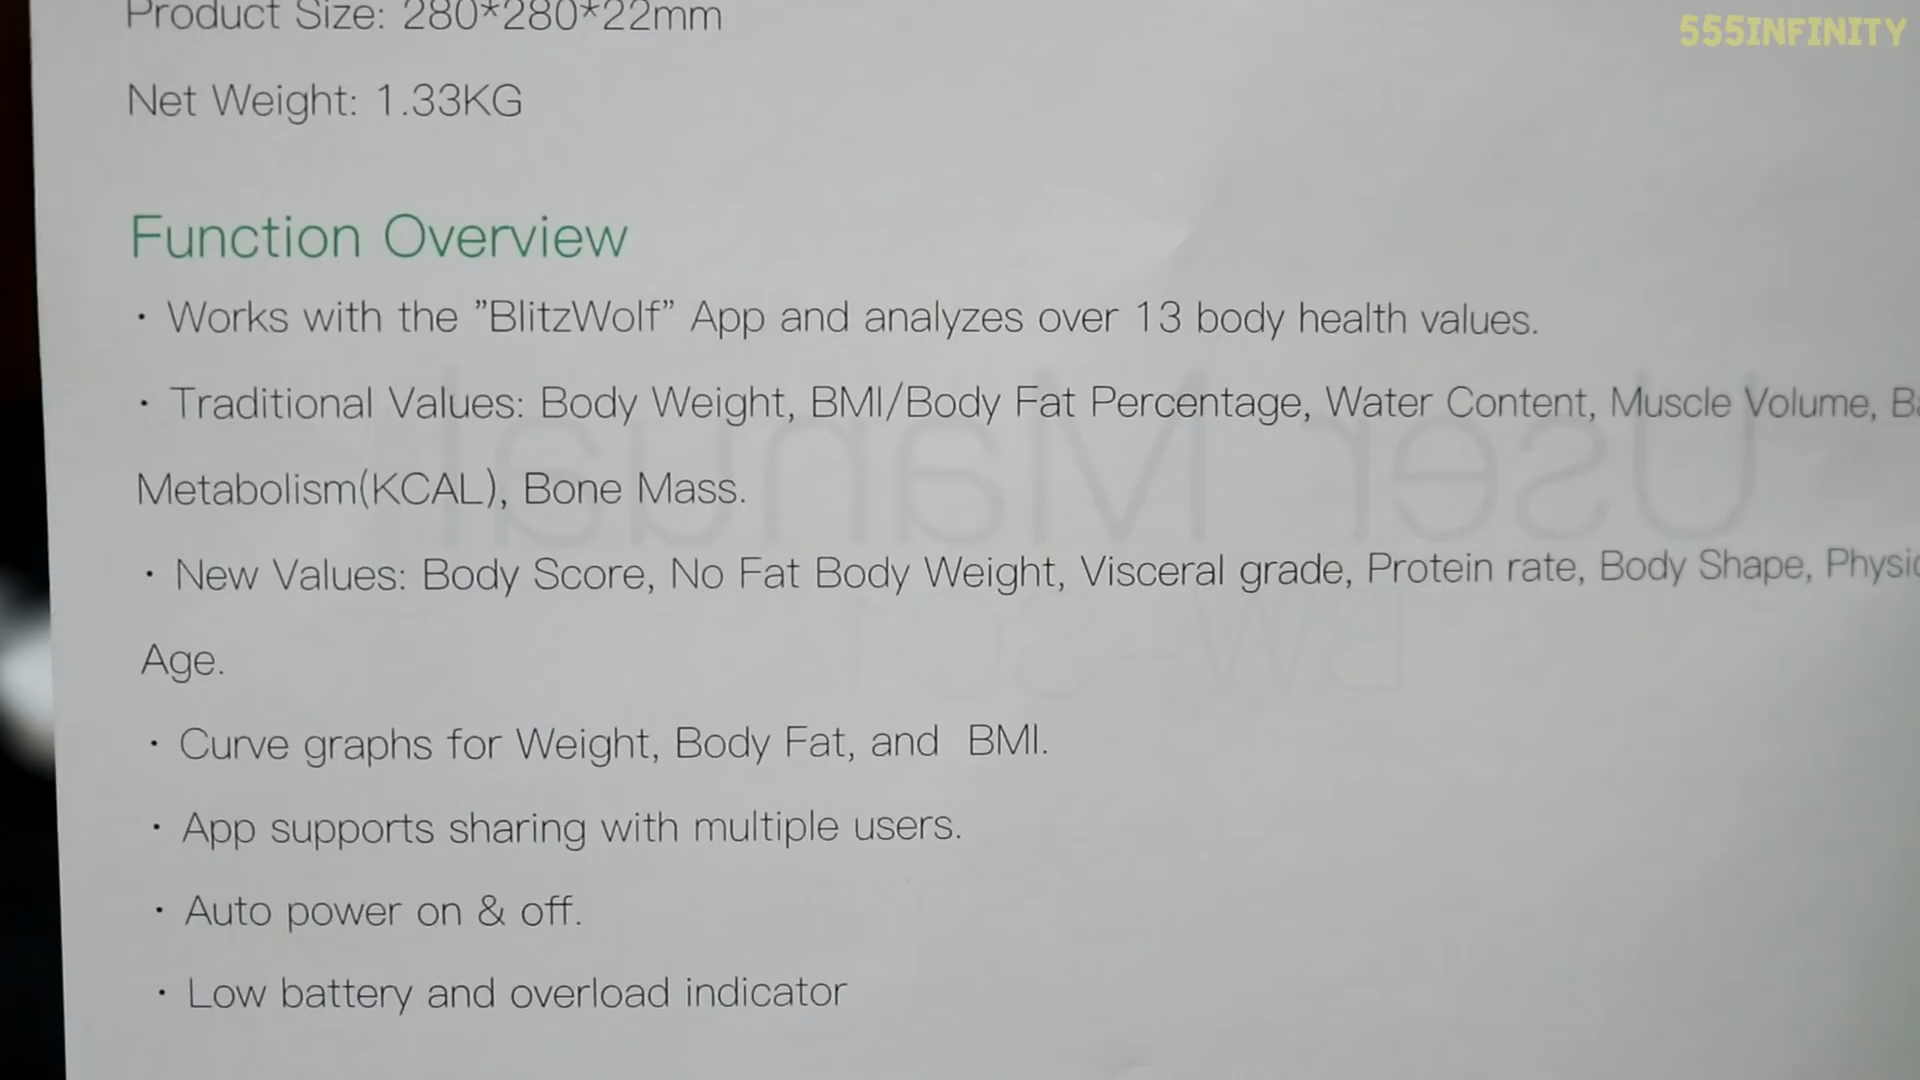 555INFINITY
Product Size: 280*280*22mm
Net Weight: 1.33KG
Function Overview
· Works with the "BlitzWolf" App and analyzes over 13 body health values.
· Traditional Values: Body Weight, BMI/Body Fat Percentage, Water Content, Muscle Volume,
Metabolism(KCAL), Bone Mass.
· New Values: Body Score, No Fat Body Weight, Visceral grade, Protein rate, Body Shape,
Age.
· Curve graphs for Weight, Body Fat, and BMI.
· App supports sharing with multiple users.
· Auto power on & off.
· Low battery and overload indicator
User Manual
BW-SC1